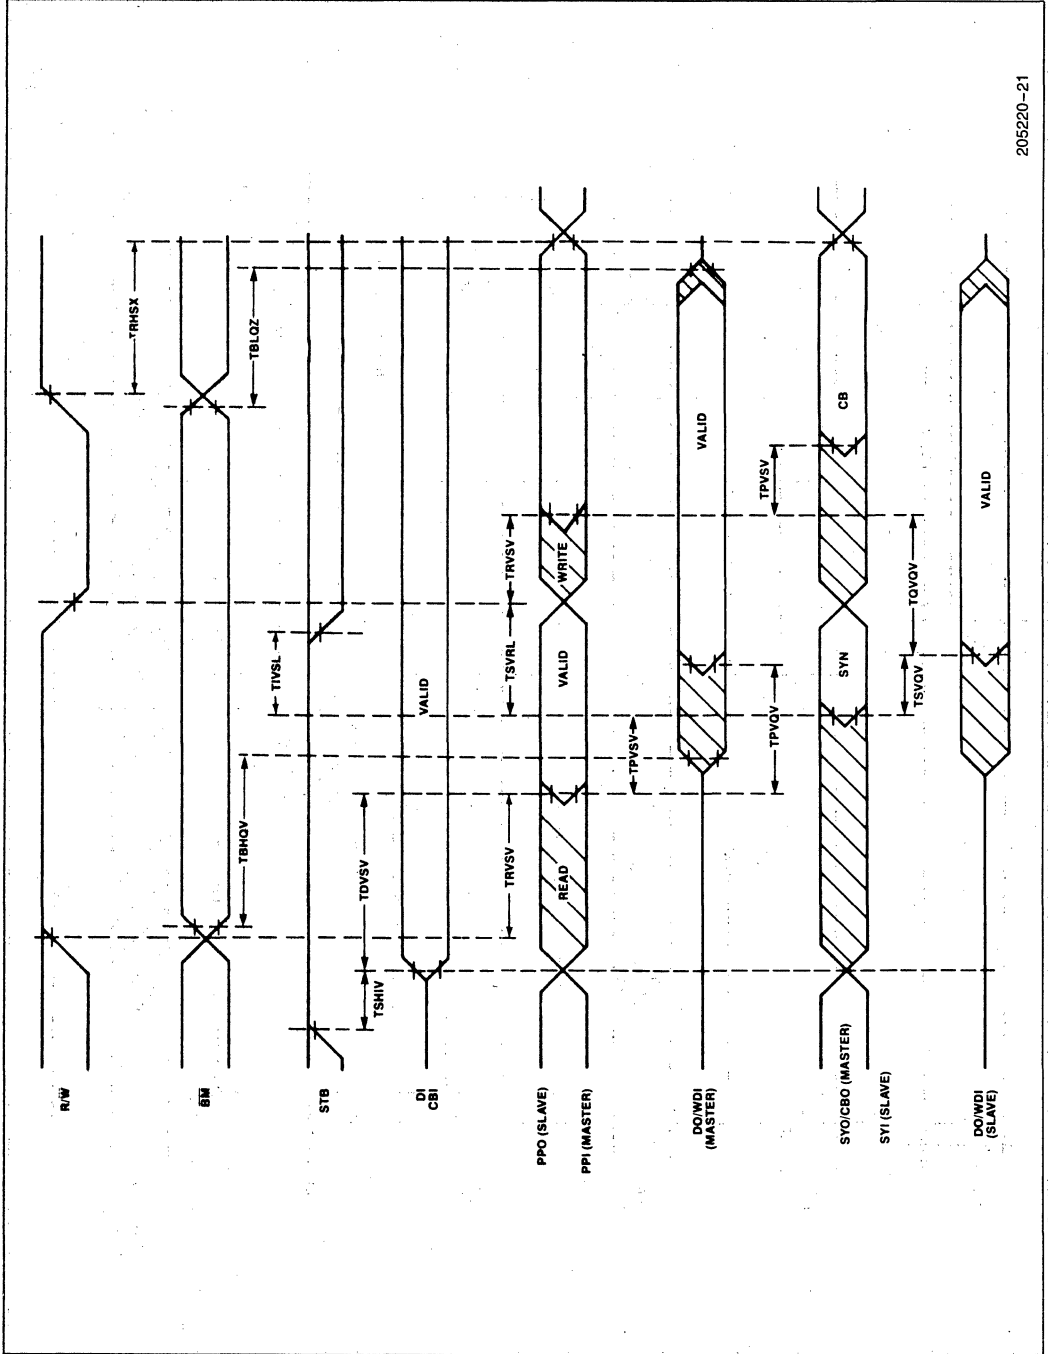 R/W̅
TRHSX
B̅M̅
TBHQV
TBLQZ
STB
TSHIV
TIVSL
DI
CBI
VALID
TDVSV
TRVSV
TSVRL
TRVSV
PPO (SLAVE)
PPI (MASTER)
READ
VALID
WRITE
TPVSV
DO/WDI
(MASTER)
VALID
TPVQV
TPVSV
SYO/CBO (MASTER)
SYI (SLAVE)
SYN
CB
TSVQV
TQVQV
DO/WDI
(SLAVE)
VALID
205220-21